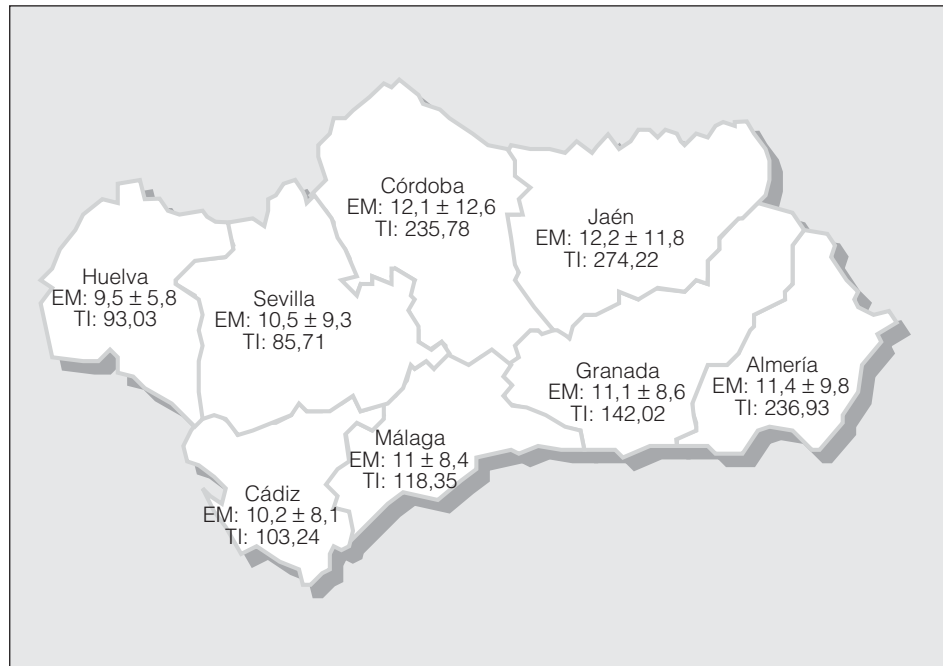 Córdoba
EM: 12,1 ± 12,6
TI: 235,78
Jaén
EM: 12,2 ± 11,8
TI: 274,22
Huelva
EM: 9,5 ± 5,8
TI: 93,03
Sevilla
EM: 10,5 ± 9,3
TI: 85,71
Granada
EM: 11,1 ± 8,6
TI: 142,02
Almería
EM: 11,4 ± 9,8
TI: 236,93
Málaga
EM: 11 ± 8,4
TI: 118,35
Cádiz
EM: 10,2 ± 8,1
TI: 103,24